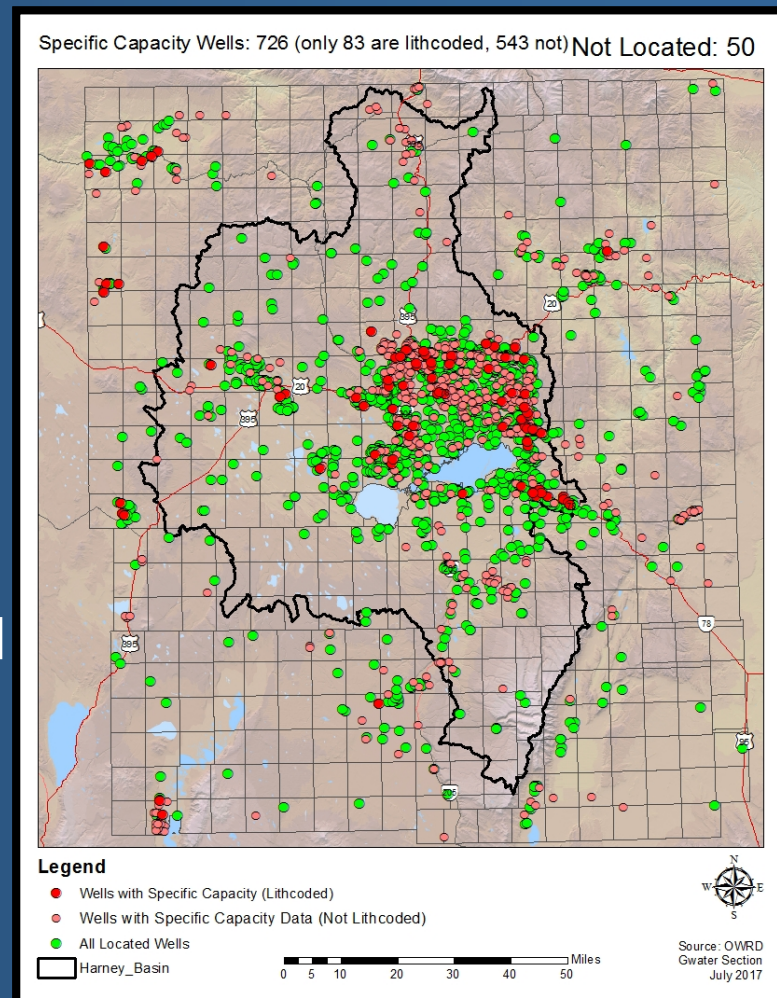 Specific Capacity Wells: 726 (only 83 are lithcoded, 543 not) Not Located: 50
395
20
395
20
395
78
395
95
205
Legend
Wells with Specific Capacity (Lithcoded)
Wells with Specific Capacity Data (Not Lithcoded)
All Located Wells
Harney_Basin
0 5 10 20 30 40 50 Miles
N
W E
S
Source: OWRD
Gwater Section
July 2017